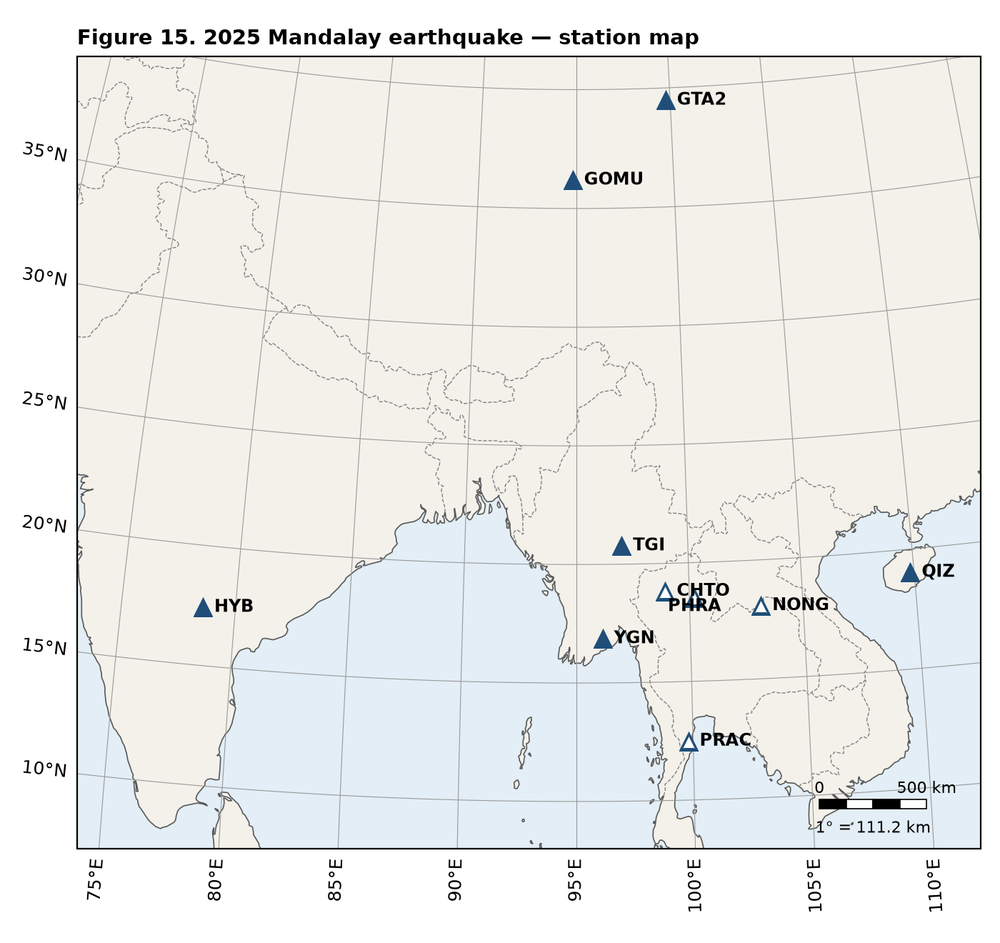 Figure 15. 2025 Mandalay earthquake — station map
GTA2
35°N
GOMU
30°N
25°N
20°N
TGI
QIZ
CHTO
PHRA
NONG
HYB
YGN
15°N
PRAC
10°N
0 500 km
1° = 111.2 km
75°E 80°E 85°E 90°E 95°E 100°E 105°E 110°E